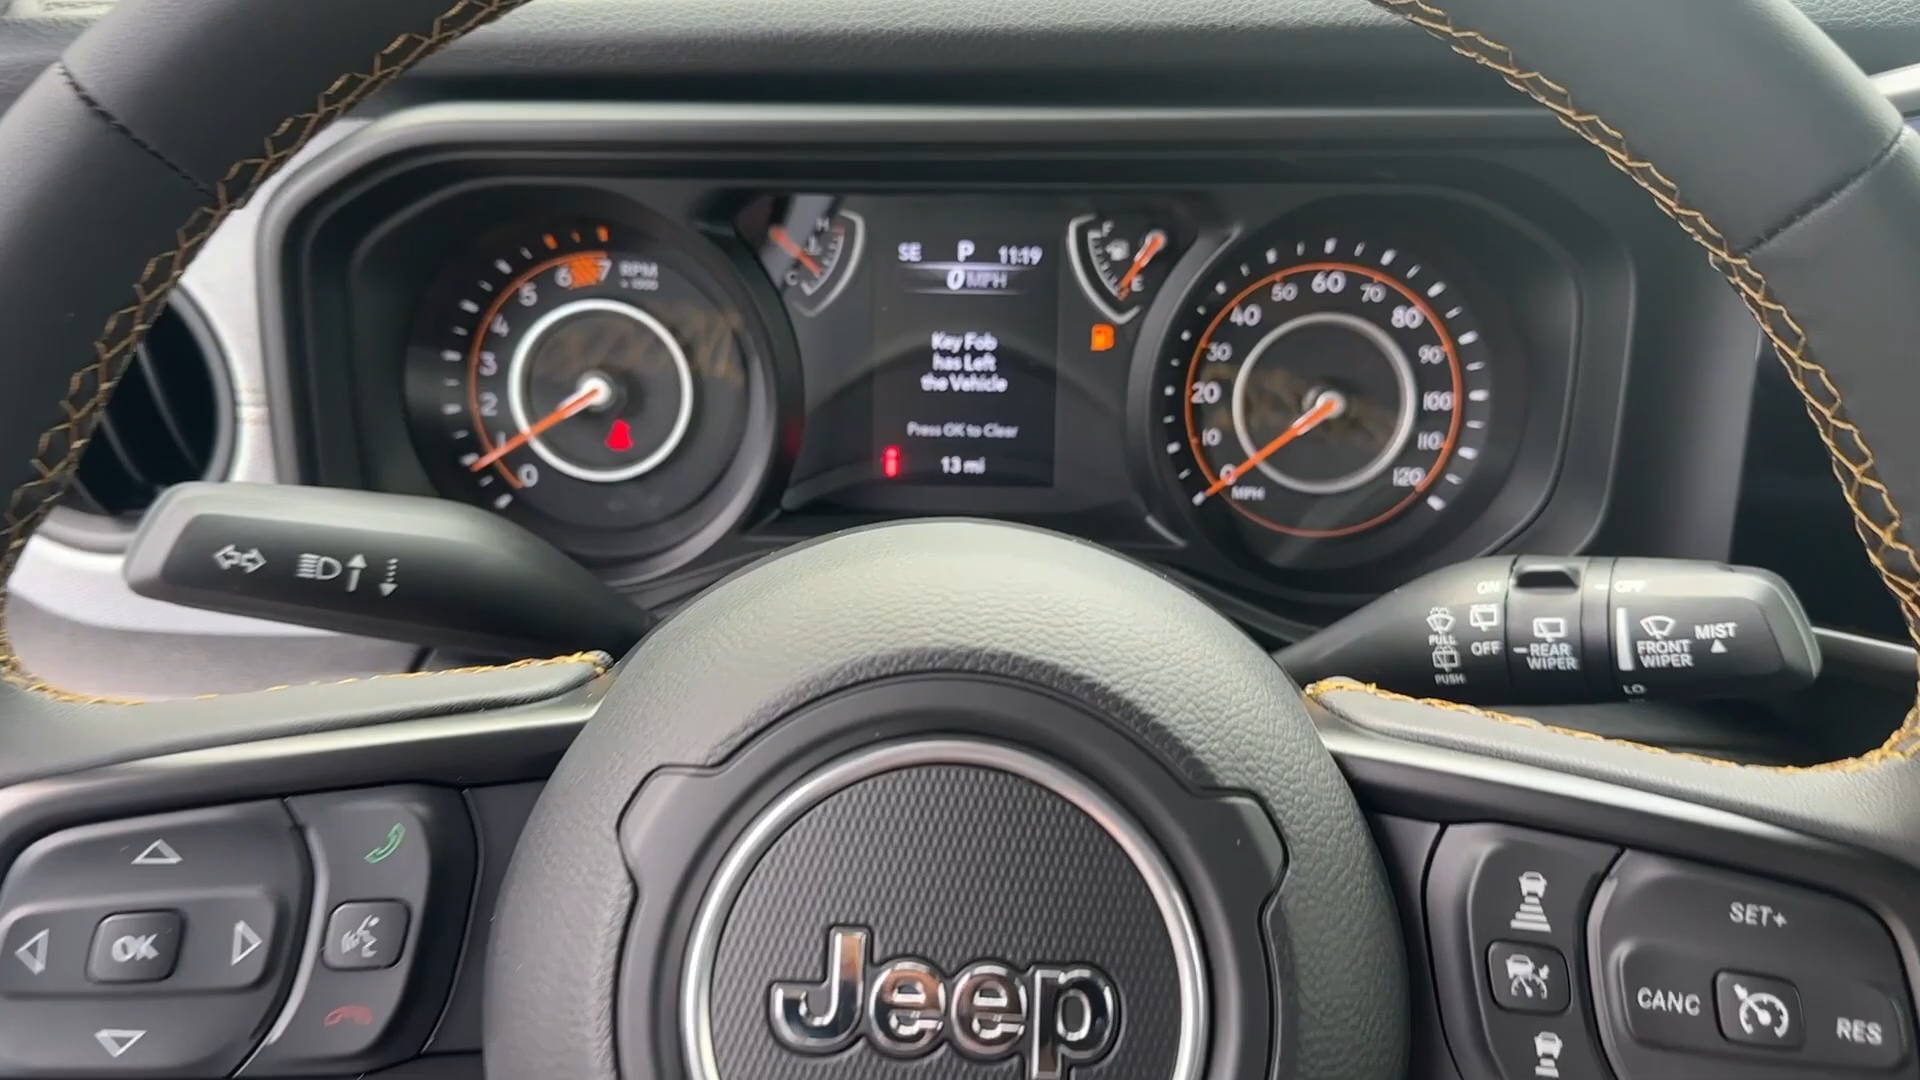 SE P 11:19
0 MPH
Key Fob
has Left
the Vehicle
Press OK to Clear
13 mi
0 1 2 3 4 5 6 7
RPM
x 1000
C H
F E
0 10 20 30 40 50 60 70 80 90 100 110 120
MPH
ON OFF
PULL
OFF
PUSH
REAR
WIPER
FRONT
WIPER
MIST
LO
OK
Jeep
SET+
CANC
RES